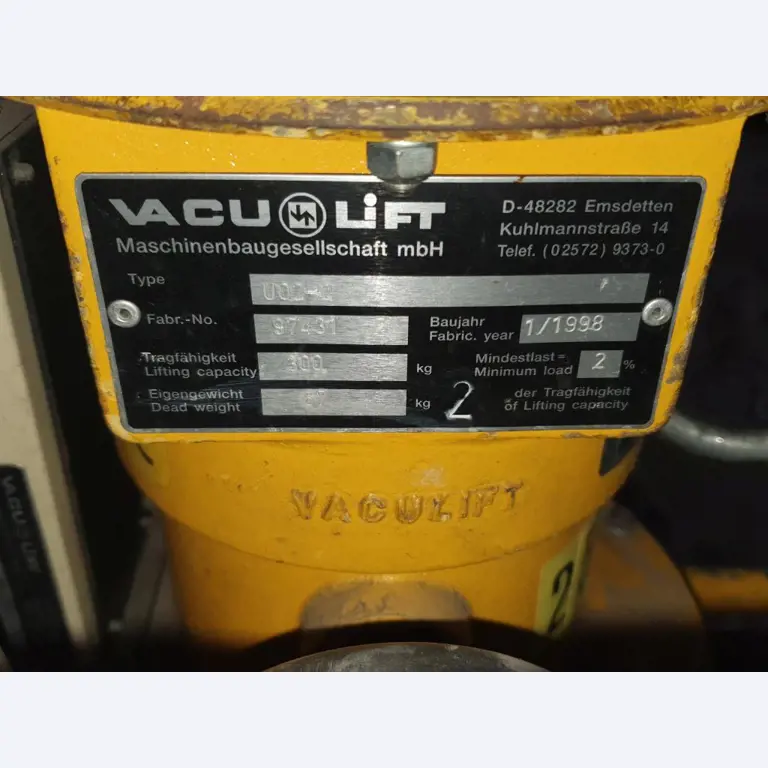 VACU LIFT
Maschinenbaugesellschaft mbH
D-48282 Emsdetten
Kuhlmannstraße 14
Telef. (02572) 9373-0
Type
Fabr.-No. 97431
Baujahr
Fabric. year 1/1998
Tragfähigkeit
Lifting capacity 300 kg
Mindestlast=
Minimum load 2 %
Eigengewicht
Dead weight kg 2
der Tragfähigkeit
of Lifting capacity
VACULIFT
2